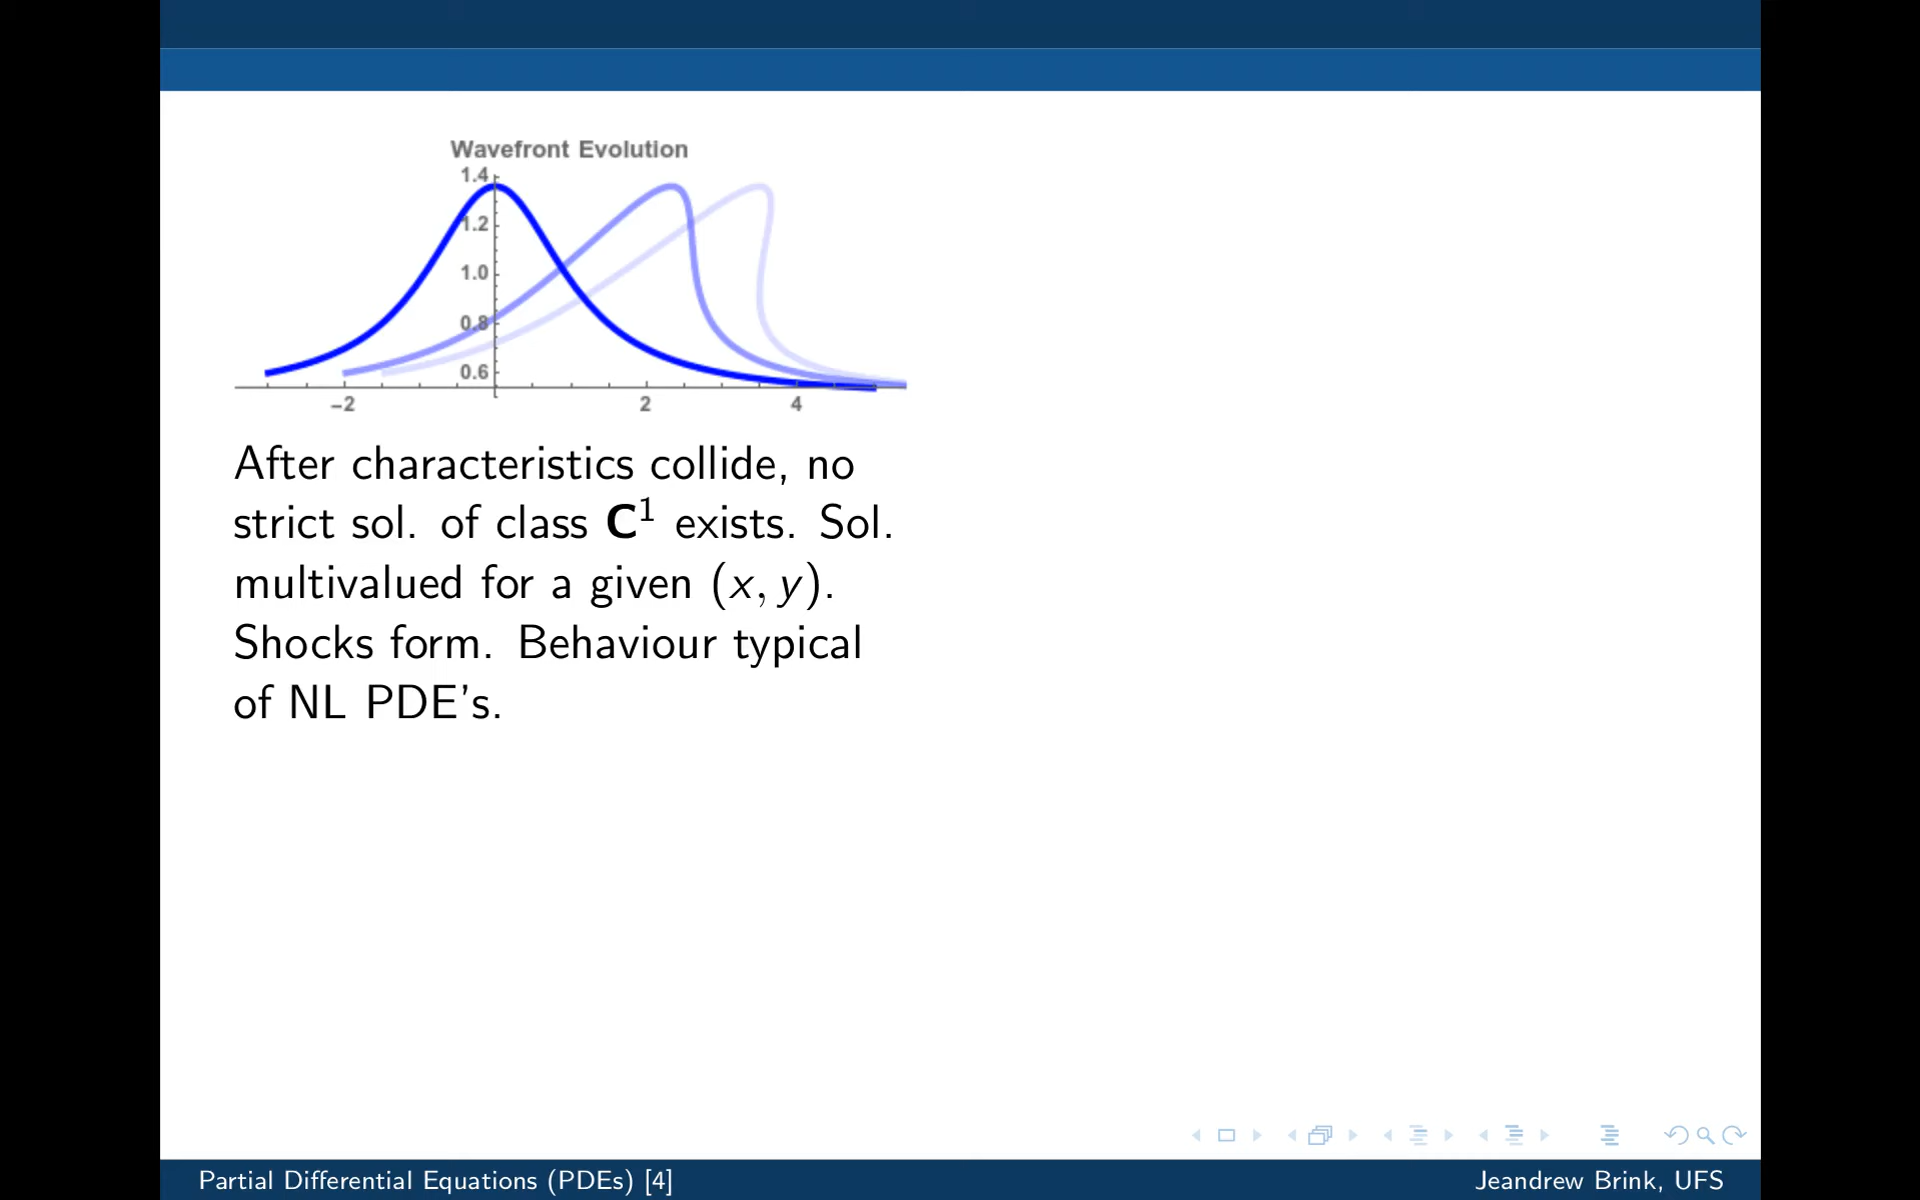 Wavefront Evolution
1.4
1.2
1.0
0.8
0.6
−2 2 4
After characteristics collide, no
strict sol. of class C¹ exists. Sol.
multivalued for a given (x, y).
Shocks form. Behaviour typical
of NL PDE's.
Partial Differential Equations (PDEs) [4] Jeandrew Brink, UFS